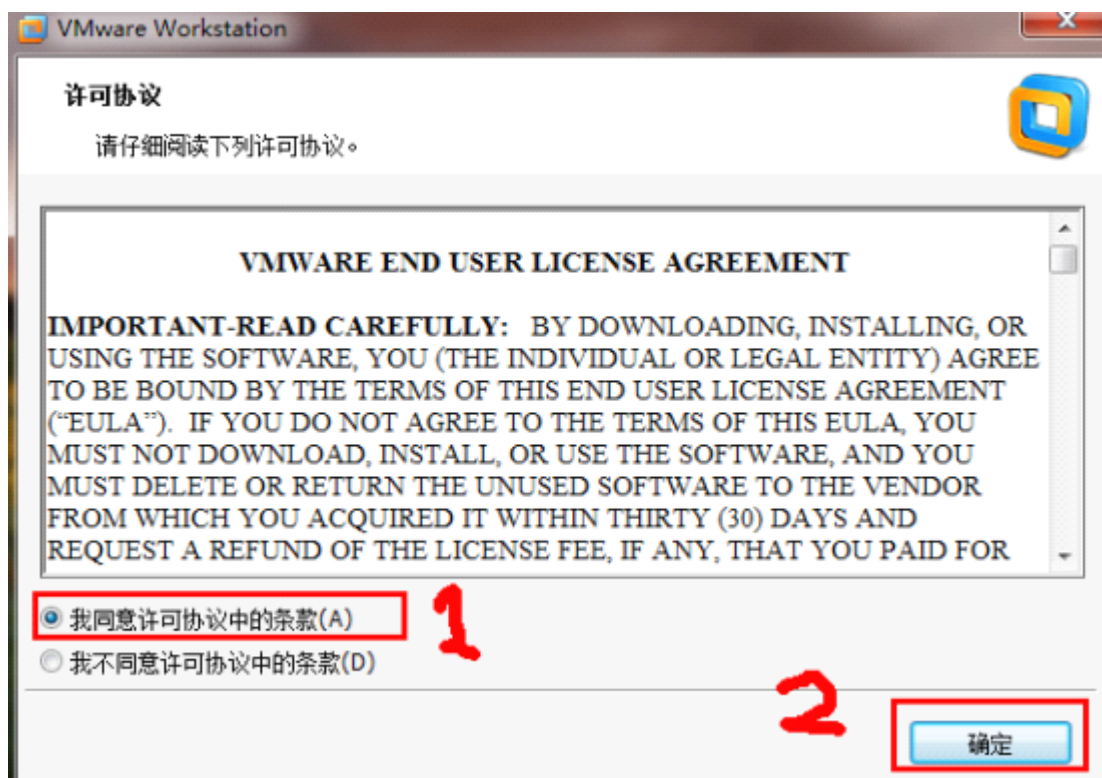 VMware Workstation
许可协议
请仔细阅读下列许可协议。
VMWARE END USER LICENSE AGREEMENT
IMPORTANT-READ CAREFULLY: BY DOWNLOADING, INSTALLING, OR
USING THE SOFTWARE, YOU (THE INDIVIDUAL OR LEGAL ENTITY) AGREE
TO BE BOUND BY THE TERMS OF THIS END USER LICENSE AGREEMENT
(“EULA”). IF YOU DO NOT AGREE TO THE TERMS OF THIS EULA, YOU
MUST NOT DOWNLOAD, INSTALL, OR USE THE SOFTWARE, AND YOU
MUST DELETE OR RETURN THE UNUSED SOFTWARE TO THE VENDOR
FROM WHICH YOU ACQUIRED IT WITHIN THIRTY (30) DAYS AND
REQUEST A REFUND OF THE LICENSE FEE, IF ANY, THAT YOU PAID FOR
我同意许可协议中的条款(A)
1
我不同意许可协议中的条款(D)
2
确定